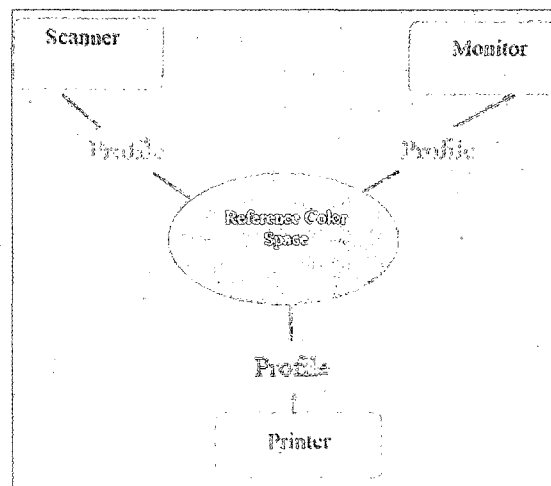 Scanner
Monitor
Profile
Profile
Reference Color
Space
Profile
Printer